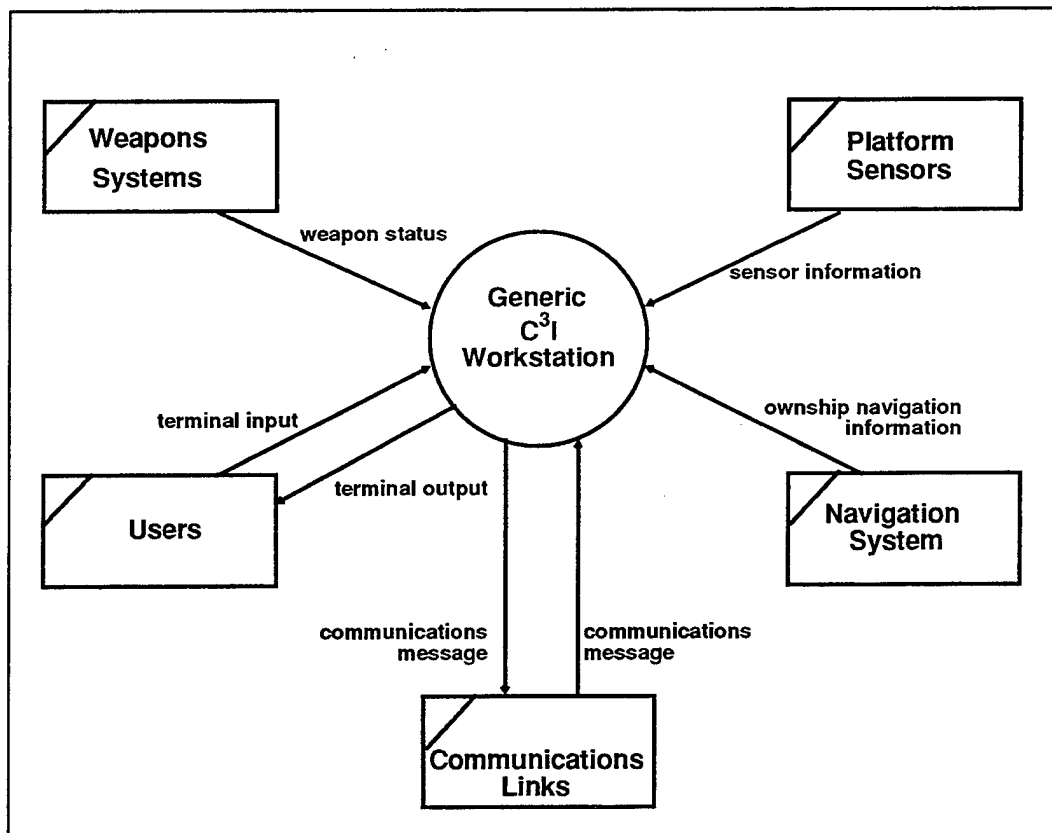 Weapons
Systems
Platform
Sensors
weapon status
sensor information
Generic
C³I
Workstation
terminal input
ownship navigation
information
terminal output
Users
Navigation
System
communications
message
communications
message
Communications
Links